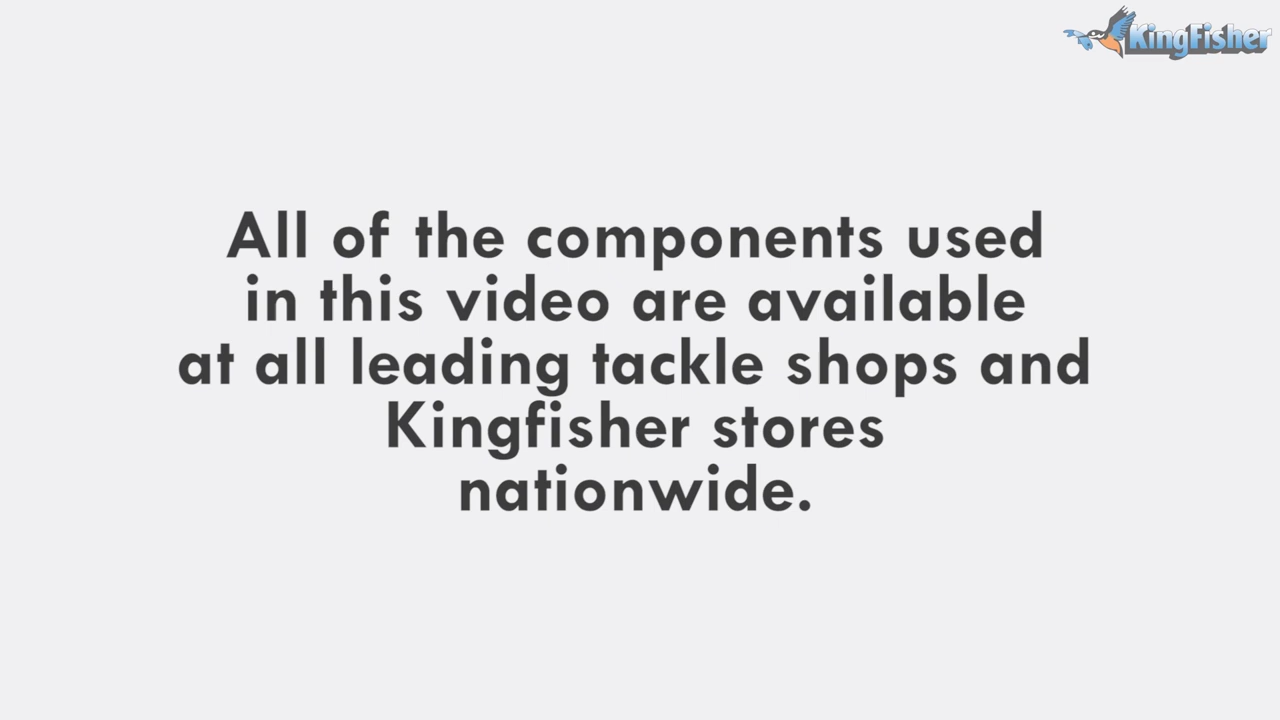 KingFisher
All of the components used
in this video are available
at all leading tackle shops and
Kingfisher stores
nationwide.